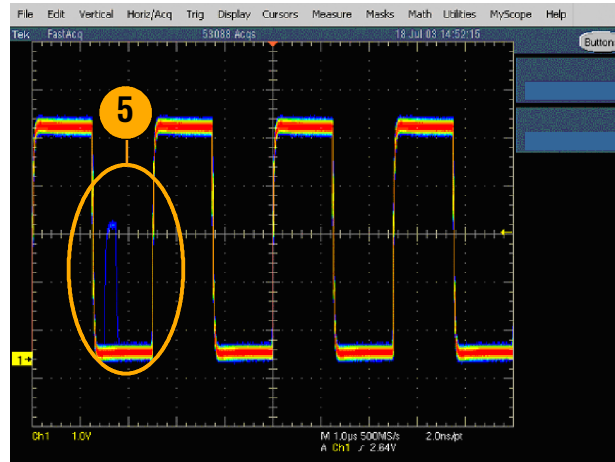 File Edit Vertical Horiz/Acq Trig Display Cursors Measure Masks Math Utilities MyScope Help
Tek FastAcq 53088 Acqs 18 Jul 03 14:52:15 Button
5
1
Ch1 1.0V M 1.0µs 500MS/s 2.0ns/pt
A Ch1 ∕ 2.64V